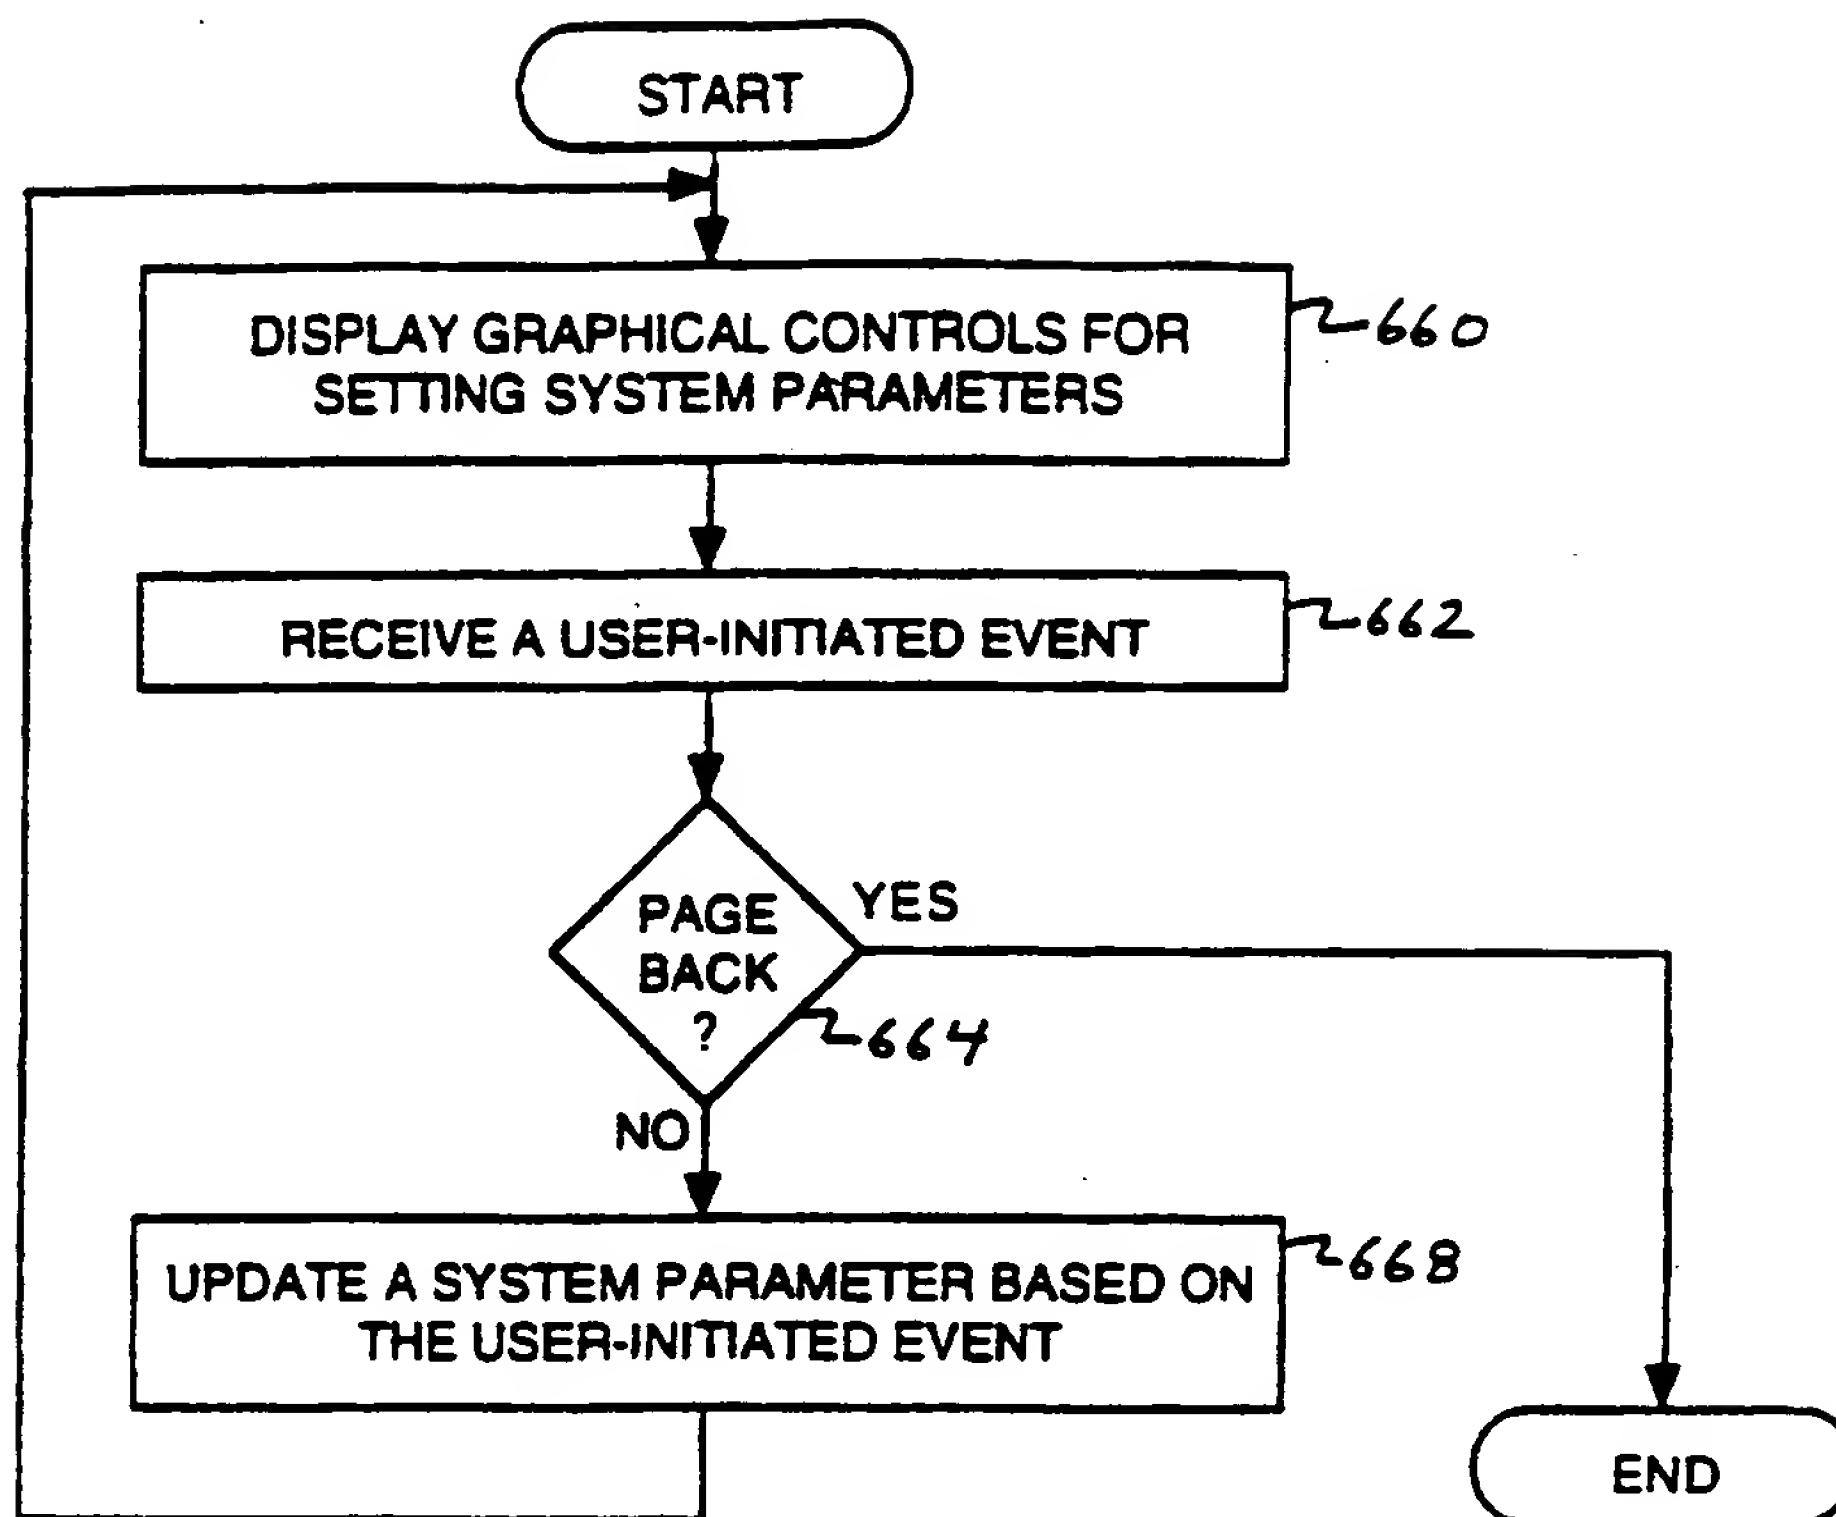 START
DISPLAY GRAPHICAL CONTROLS FOR
SETTING SYSTEM PARAMETERS
660
RECEIVE A USER-INITIATED EVENT
662
PAGE
BACK
?
YES
664
NO
UPDATE A SYSTEM PARAMETER BASED ON
THE USER-INITIATED EVENT
668
END